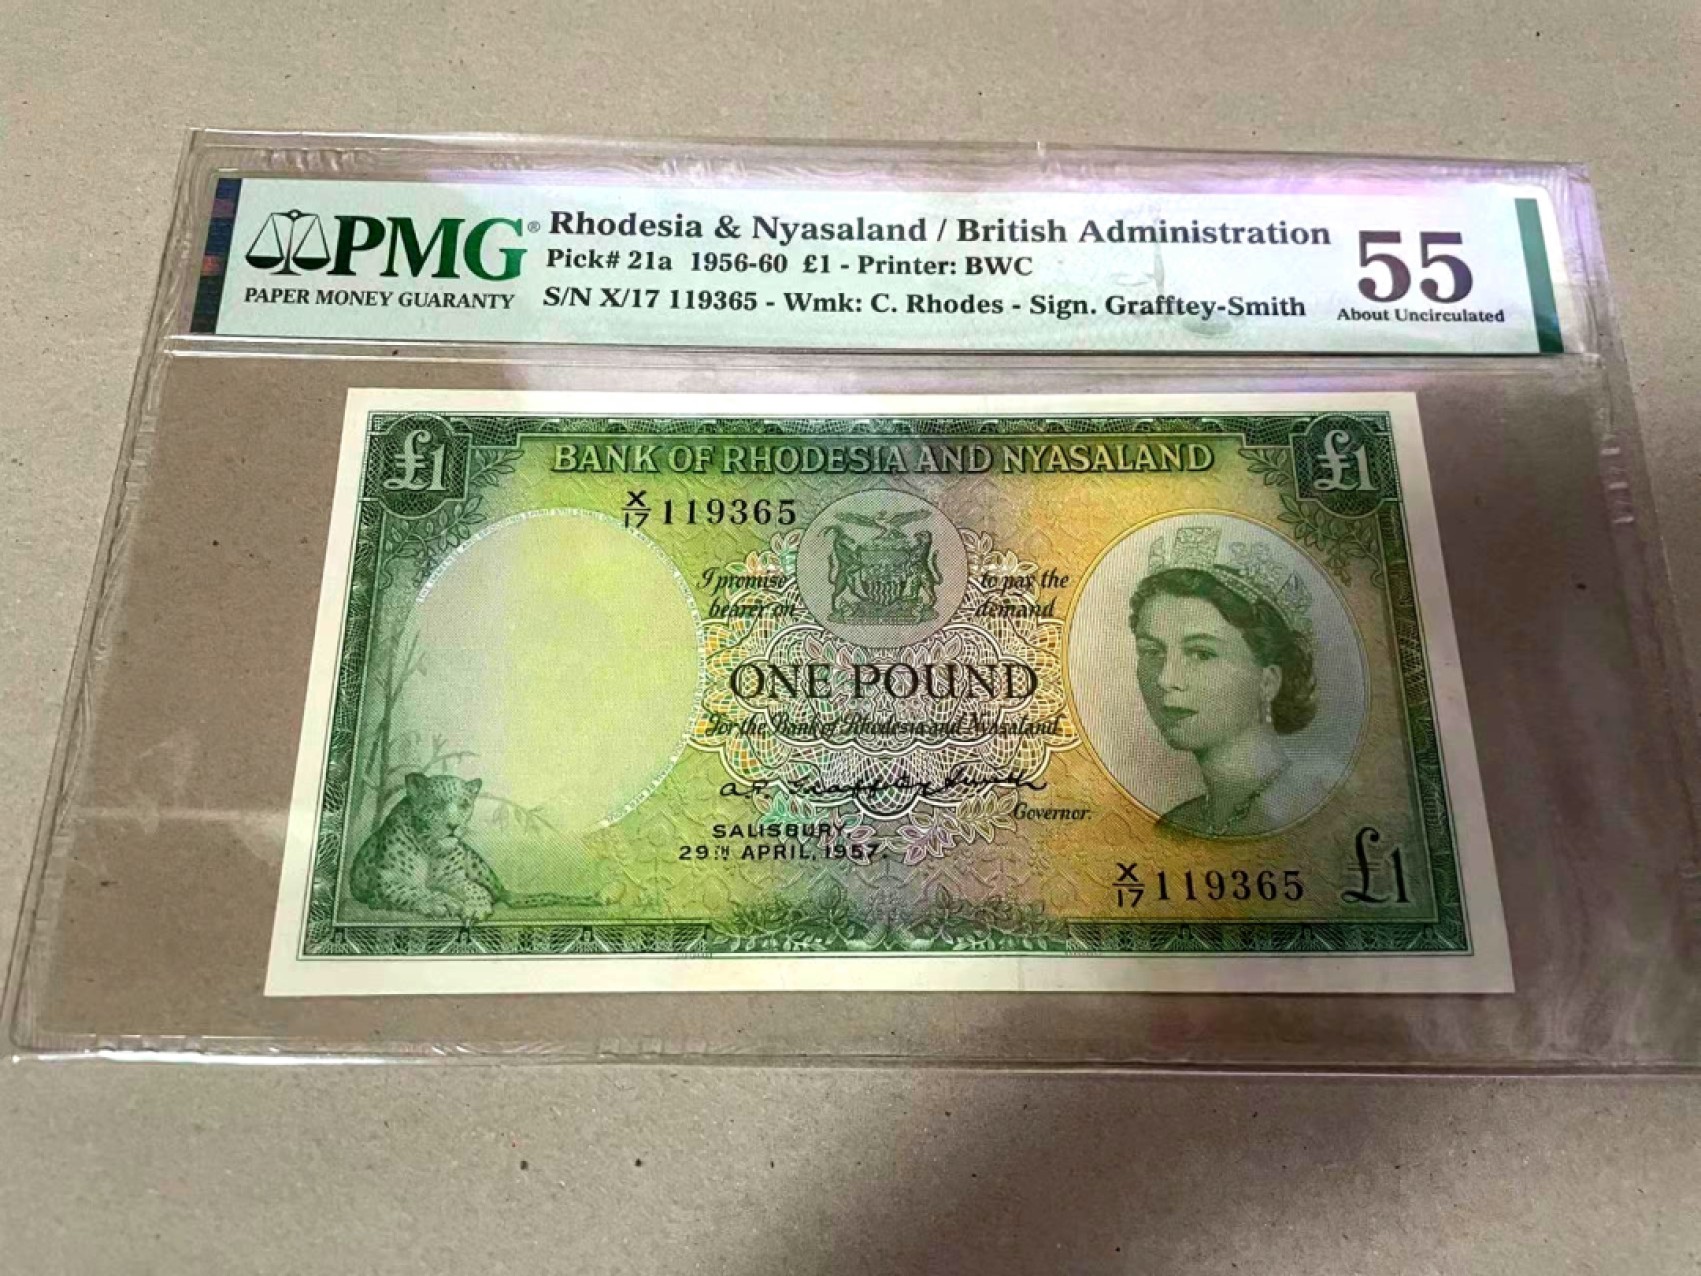 PMG®
PAPER MONEY GUARANTY
Rhodesia & Nyasaland / British Administration
Pick# 21a 1956-60 £1 - Printer: BWC
S/N X/17 119365 - Wmk: C. Rhodes - Sign. Grafftey-Smith
55
About Uncirculated
£1
BANK OF RHODESIA AND NYASALAND
£1
X/17 119365
I promise to pay the
bearer on demand
ONE POUND
For the Bank of Rhodesia and Nyasaland
A.P. Grafftey Smith
Governor.
SALISBURY,
29TH APRIL, 1957.
X/17 119365
£1